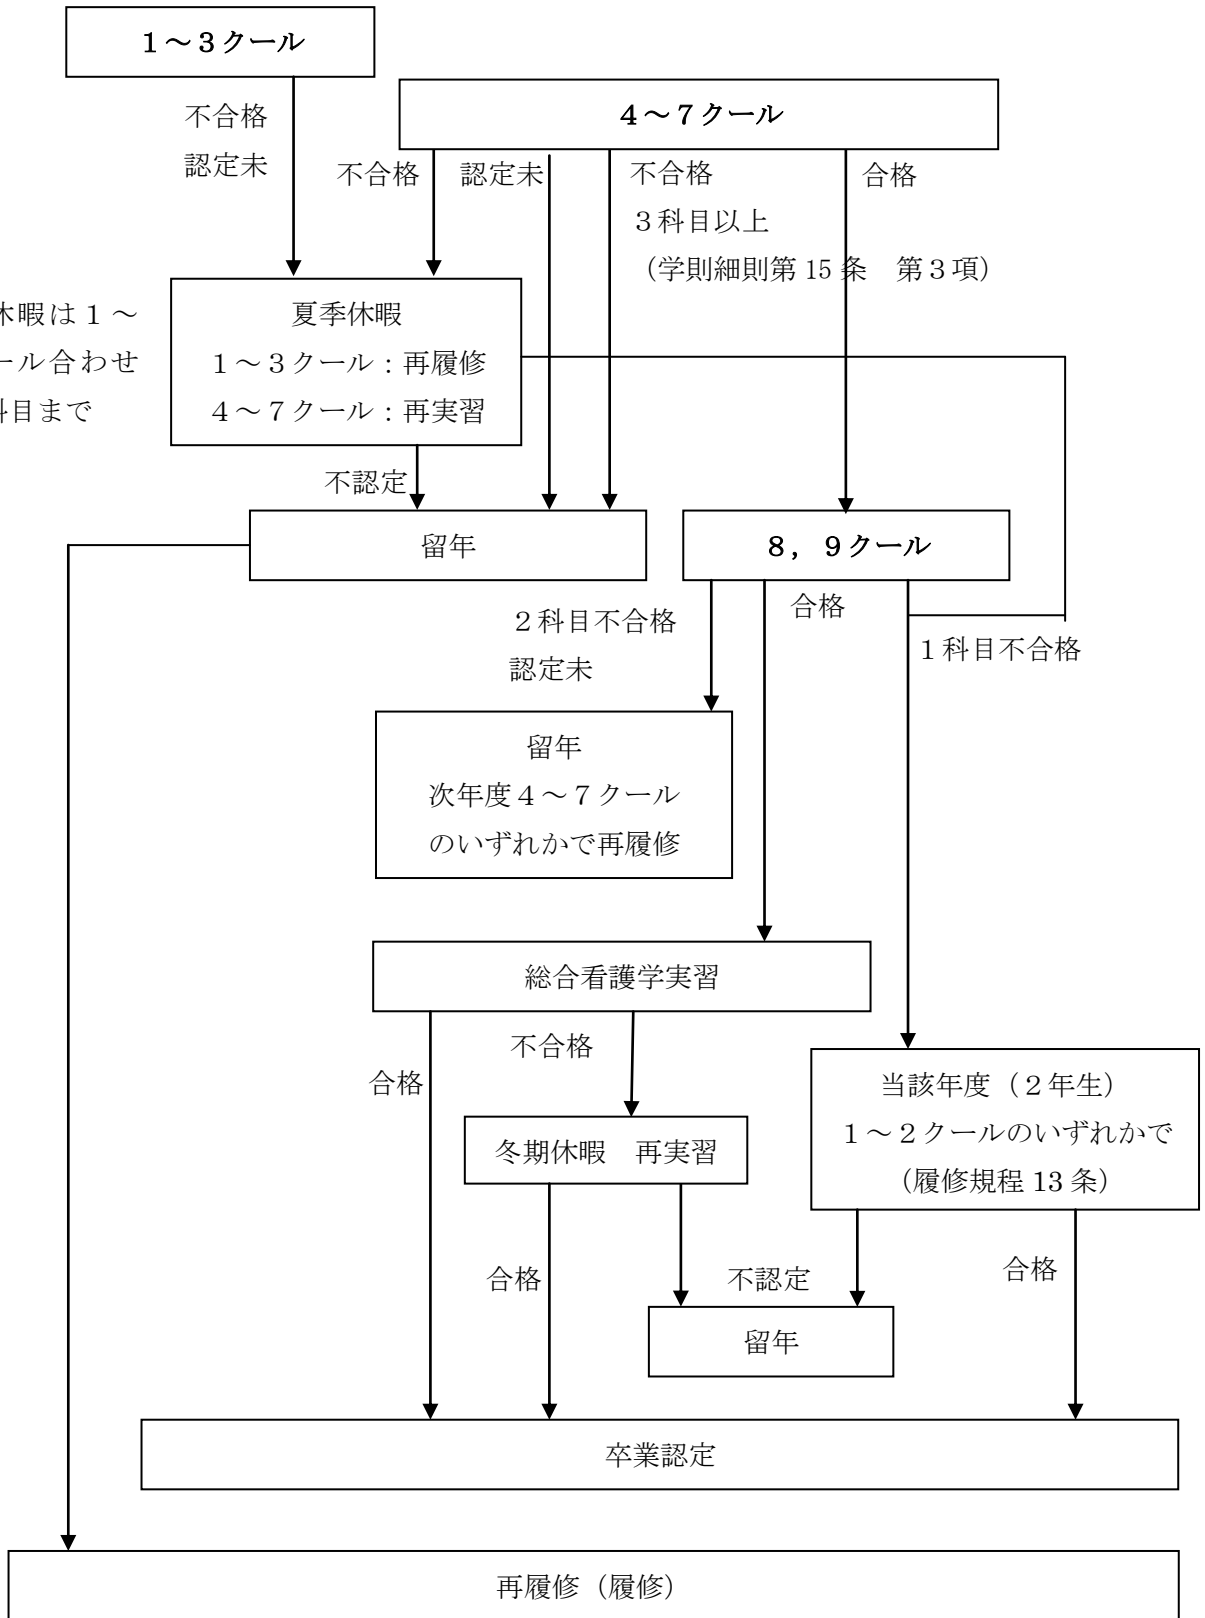 １～３クール
不合格
認定未
４～７クール
不合格
認定未
不合格
３科目以上
（学則細則第 15 条　第３項）
合格
休暇は１～
ール合わせ
科目まで
夏季休暇
１～３クール：再履修
４～７クール：再実習
不認定
留年
８，９クール
２科目不合格
認定未
合格
１科目不合格
留年
次年度４～７クール
のいずれかで再履修
総合看護学実習
合格
不合格
冬期休暇　再実習
当該年度（２年生）
１～２クールのいずれかで
（履修規程 13 条）
合格
不認定
合格
留年
卒業認定
再履修（履修）